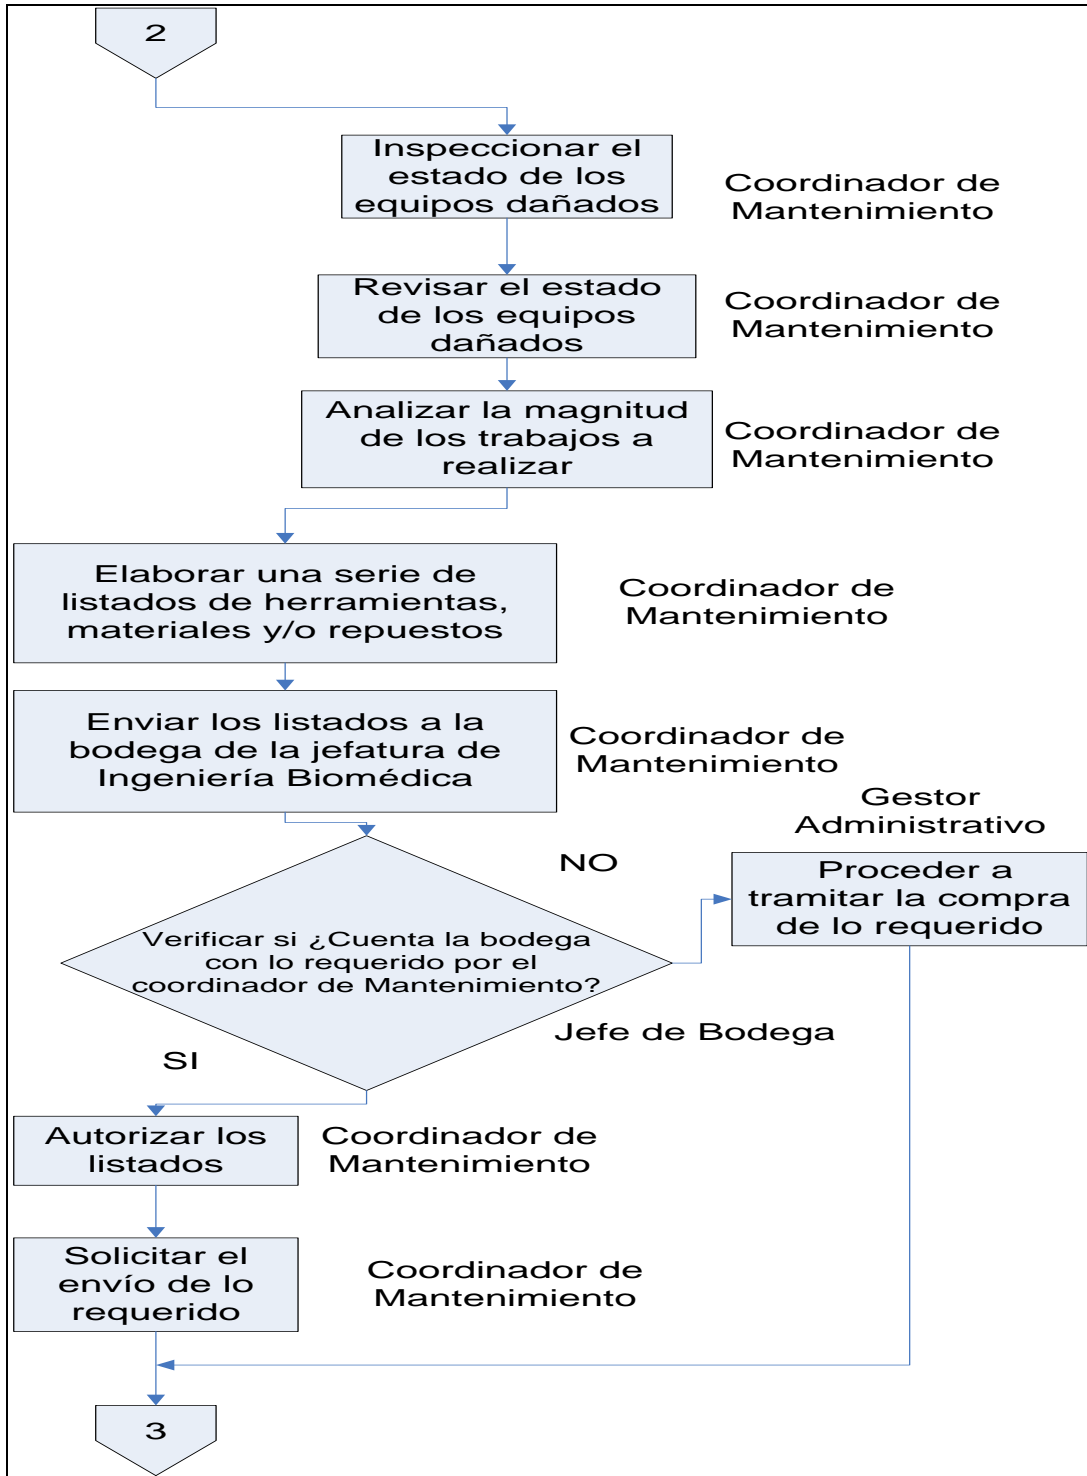 2
Inspeccionar el
estado de los
equipos dañados
Coordinador de
Mantenimiento
Revisar el estado
de los equipos
dañados
Coordinador de
Mantenimiento
Analizar la magnitud
de los trabajos a
realizar
Coordinador de
Mantenimiento
Elaborar una serie de
listados de herramientas,
materiales y/o repuestos
Coordinador de
Mantenimiento
Enviar los listados a la
bodega de la jefatura de
Ingeniería Biomédica
Coordinador de
Mantenimiento
Gestor
Administrativo
NO
Proceder a
tramitar la compra
de lo requerido
Verificar si ¿Cuenta la bodega
con lo requerido por el
coordinador de Mantenimiento?
Jefe de Bodega
SI
Autorizar los
listados
Coordinador de
Mantenimiento
Solicitar el
envío de lo
requerido
Coordinador de
Mantenimiento
3